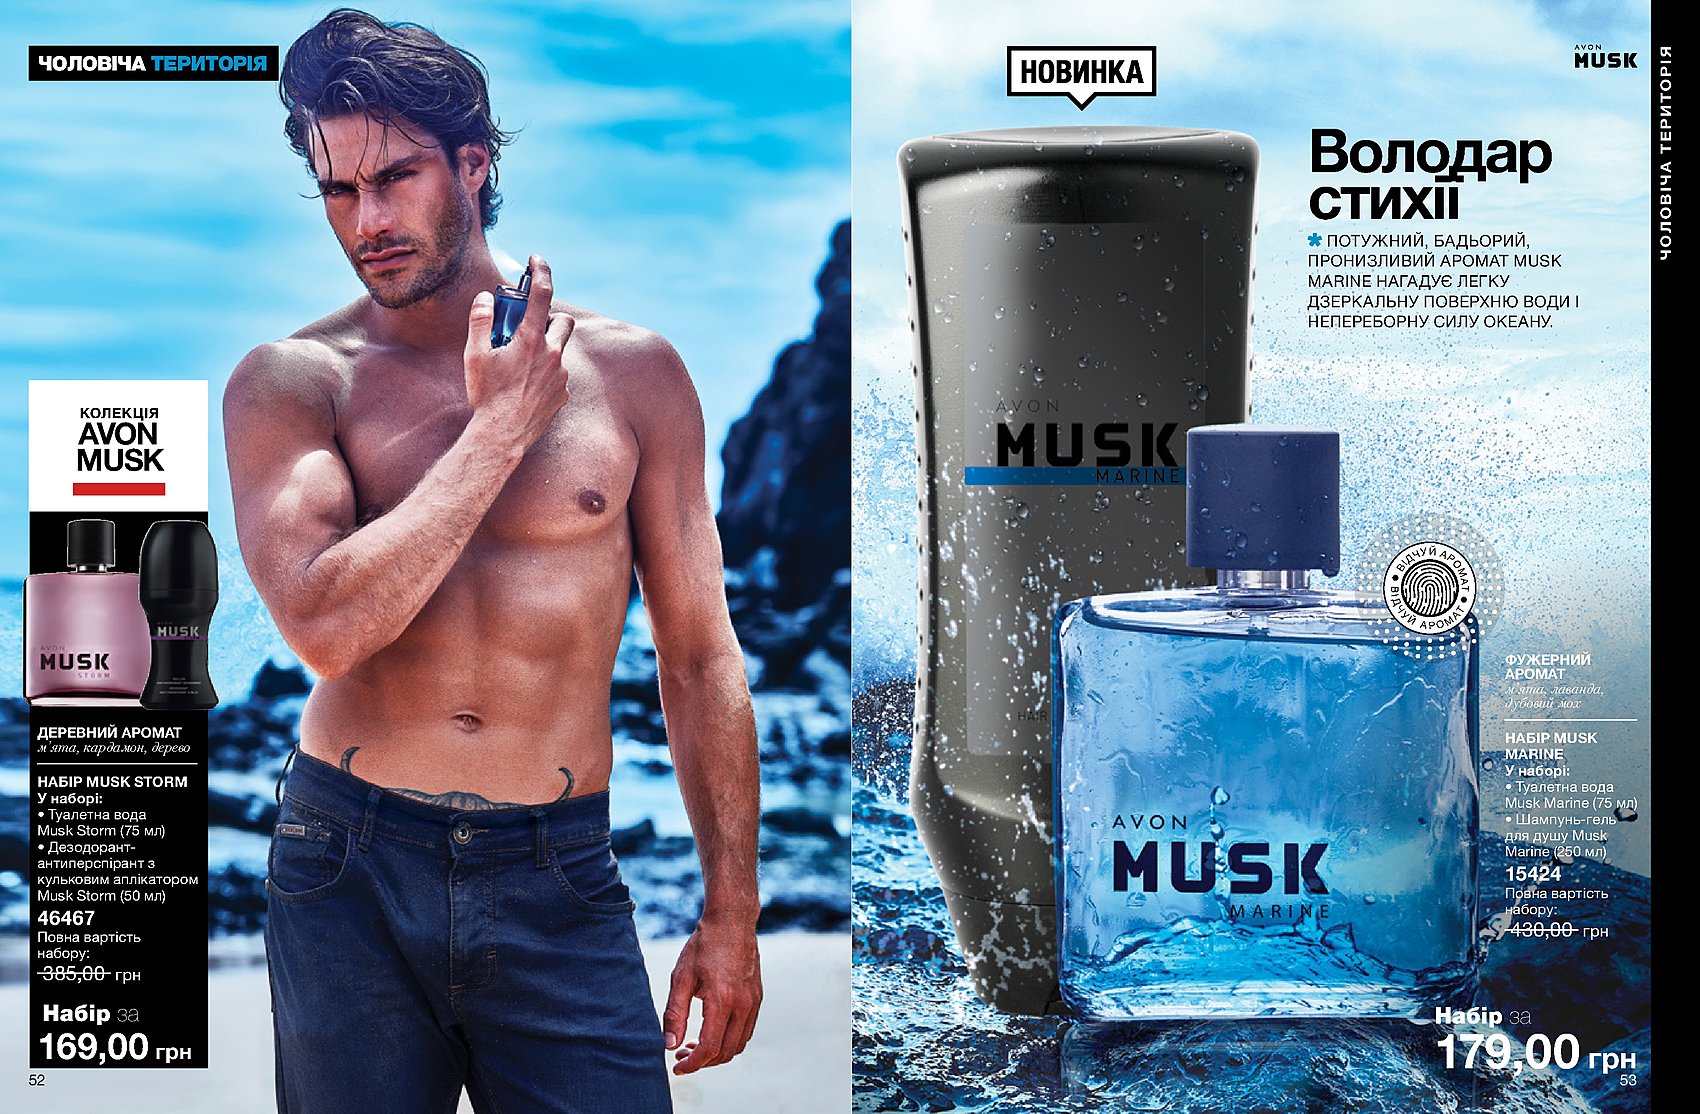 ЧОЛОВІЧА ТЕРИТОРІЯ
КОЛЕКЦІЯ
AVON
MUSK
MUSK
AVON
MUSK
STORM
ДЕРЕВНИЙ АРОМАТ
м'ята, кардамон, дерево
НАБІР MUSK STORM
У наборі:
• Туалетна вода
Musk Storm (75 мл)
• Дезодорант-
антиперспірант з
кульковим аплікатором
Musk Storm (50 мл)
46467
Повна вартість
набору:
385,00 грн
Набір за
169,00 грн
52
НОВИНКА
AVON
MUSK
ЧОЛОВІЧА ТЕРИТОРІЯ
Володар
стихії
* ПОТУЖНИЙ, БАДЬОРИЙ,
ПРОНИЗЛИВИЙ АРОМАТ MUSK
MARINE НАГАДУЄ ЛЕГКУ
ДЗЕРКАЛЬНУ ПОВЕРХНЮ ВОДИ І
НЕПЕРЕБОРНУ СИЛУ ОКЕАНУ.
AVON
MUSK
MARINE
HAIR
ВІДЧУЙ АРОМАТ • ВІДЧУЙ АРОМАТ •
AVON
MUSK
MARINE
ФУЖЕРНИЙ
АРОМАТ
м'ята, лаванда,
дубовий мох
НАБІР MUSK
MARINE
У наборі:
• Туалетна вода
Musk Marine (75 мл)
• Шампунь-гель
для душу Musk
Marine (250 мл)
15424
Повна вартість
набору:
430,00 грн
Набір за
179,00 грн
53